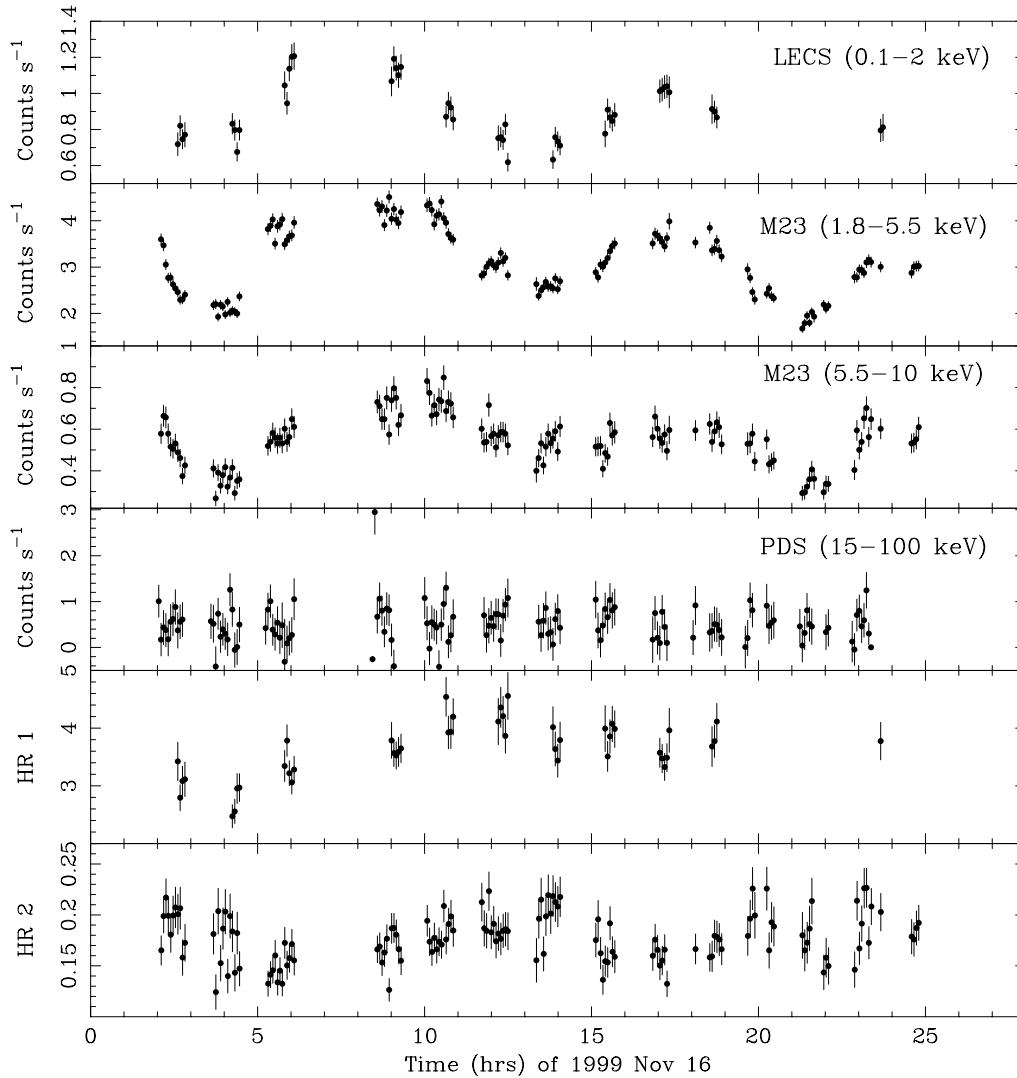 LECS (0.1−2 keV)
Counts s−1
0.6 0.8 1 1.2 1.4
M23 (1.8−5.5 keV)
Counts s−1
1 2 3 4
M23 (5.5−10 keV)
Counts s−1
0.4 0.6 0.8
PDS (15−100 keV)
Counts s−1
0 1 2 3
HR 1
3 4 5
HR 2
0.15 0.2 0.25
0 5 10 15 20 25
Time (hrs) of 1999 Nov 16